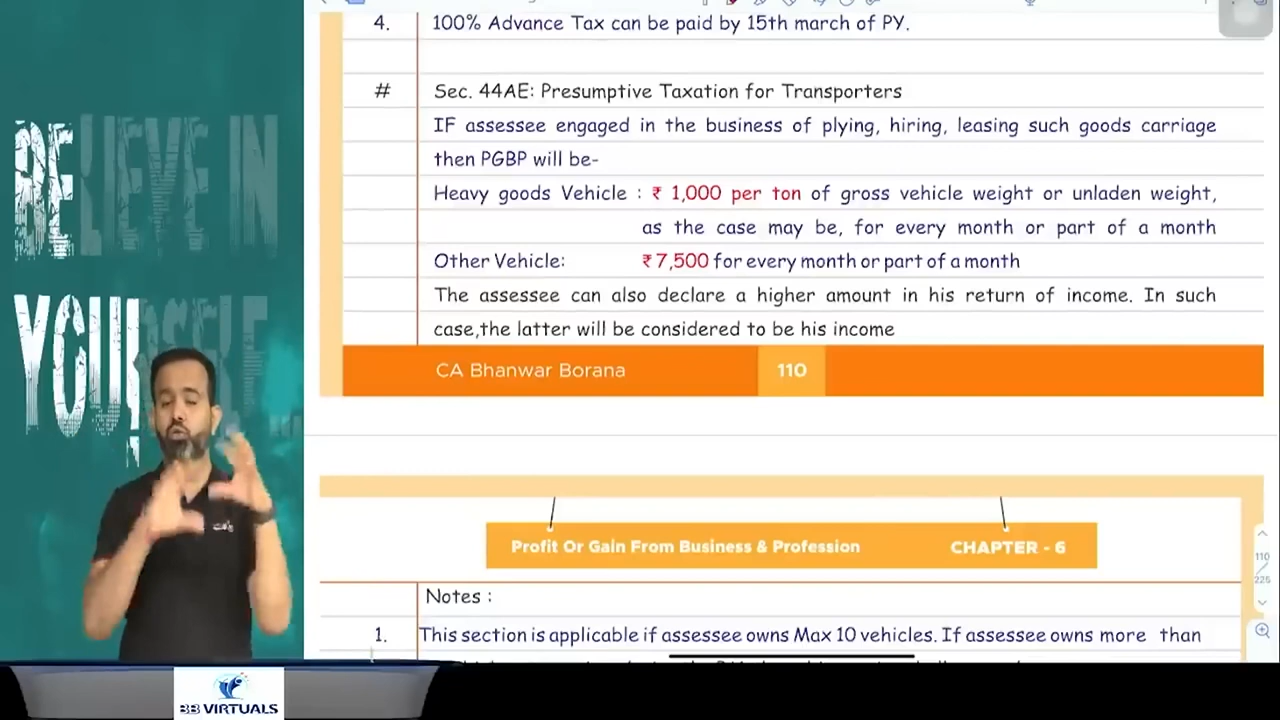 BELIEVE IN
YOU
4. 100% Advance Tax can be paid by 15th march of PY.
# Sec. 44AE: Presumptive Taxation for Transporters
IF assessee engaged in the business of plying, hiring, leasing such goods carriage
then PGBP will be-
Heavy goods Vehicle : ₹ 1,000 per ton of gross vehicle weight or unladen weight,
as the case may be, for every month or part of a month
Other Vehicle: ₹ 7,500 for every month or part of a month
The assessee can also declare a higher amount in his return of income. In such
case,the latter will be considered to be his income
CA Bhanwar Borana 110
Profit Or Gain From Business & Profession CHAPTER - 6
110
225
Notes :
1. This section is applicable if assessee owns Max 10 vehicles. If assessee owns more than
BB VIRTUALS